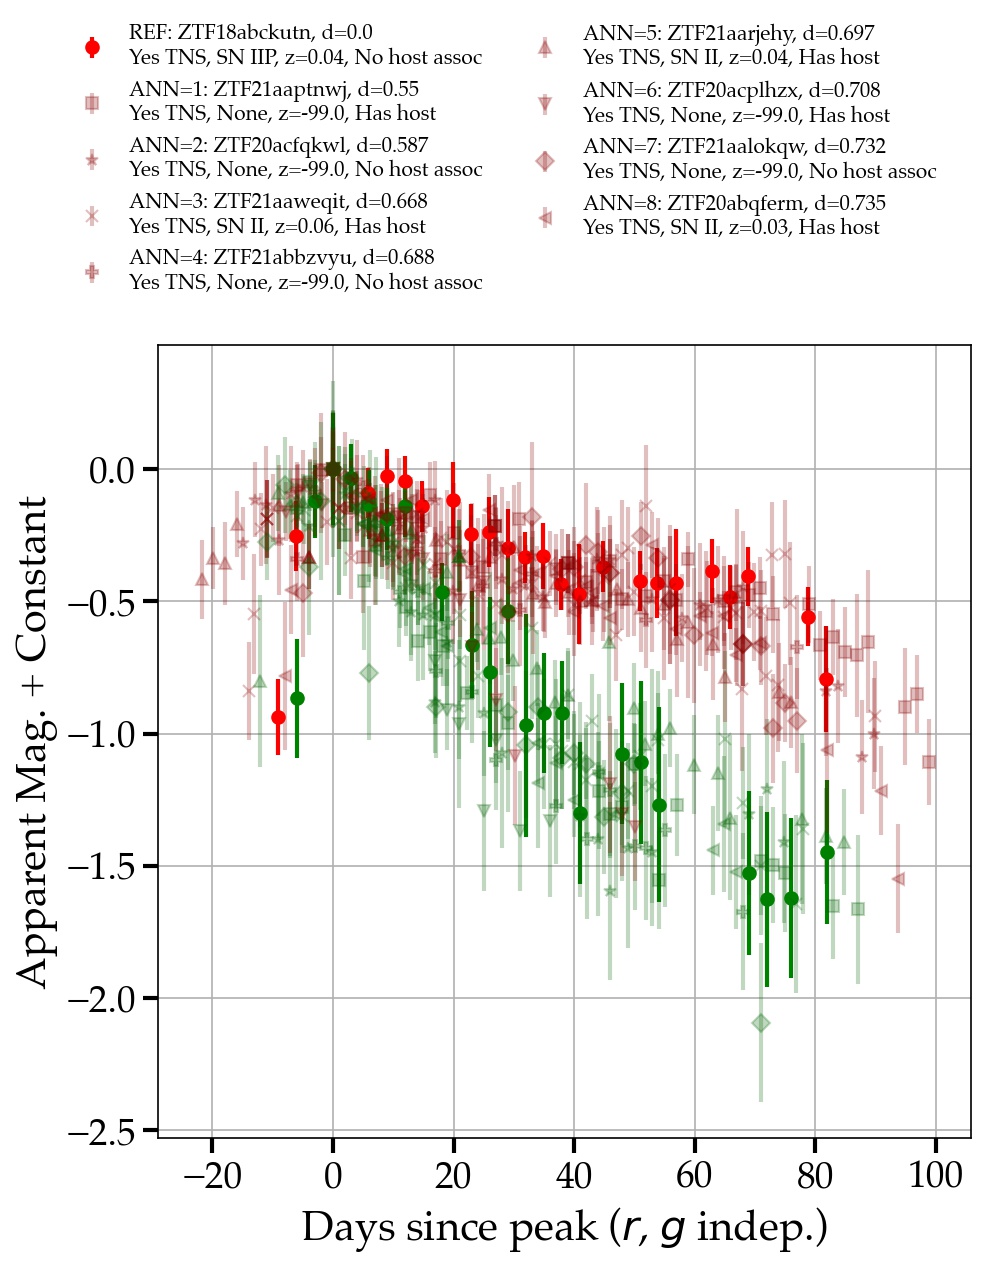 REF: ZTF18abckutn, d=0.0
Yes TNS, SN IIP, z=0.04, No host assoc
ANN=1: ZTF21aaptnwj, d=0.55
Yes TNS, None, z=-99.0, Has host
ANN=2: ZTF20acfqkwl, d=0.587
Yes TNS, None, z=-99.0, No host assoc
ANN=3: ZTF21aaweqit, d=0.668
Yes TNS, SN II, z=0.06, Has host
ANN=4: ZTF21abbzvyu, d=0.688
Yes TNS, None, z=-99.0, No host assoc
ANN=5: ZTF21aarjehy, d=0.697
Yes TNS, SN II, z=0.04, Has host
ANN=6: ZTF20acplhzx, d=0.708
Yes TNS, None, z=-99.0, Has host
ANN=7: ZTF21aalokqw, d=0.732
Yes TNS, None, z=-99.0, No host assoc
ANN=8: ZTF20abqferm, d=0.735
Yes TNS, SN II, z=0.03, Has host
Apparent Mag. + Constant
0.0
−0.5
−1.0
−1.5
−2.0
−2.5
−20 0 20 40 60 80 100
Days since peak (r, g indep.)